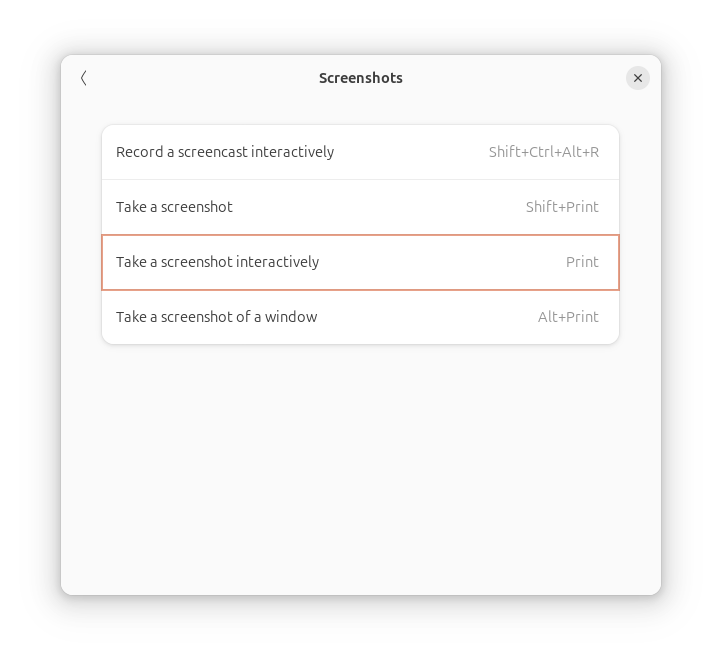 Screenshots
Record a screencast interactively Shift+Ctrl+Alt+R
Take a screenshot Shift+Print
Take a screenshot interactively Print
Take a screenshot of a window Alt+Print